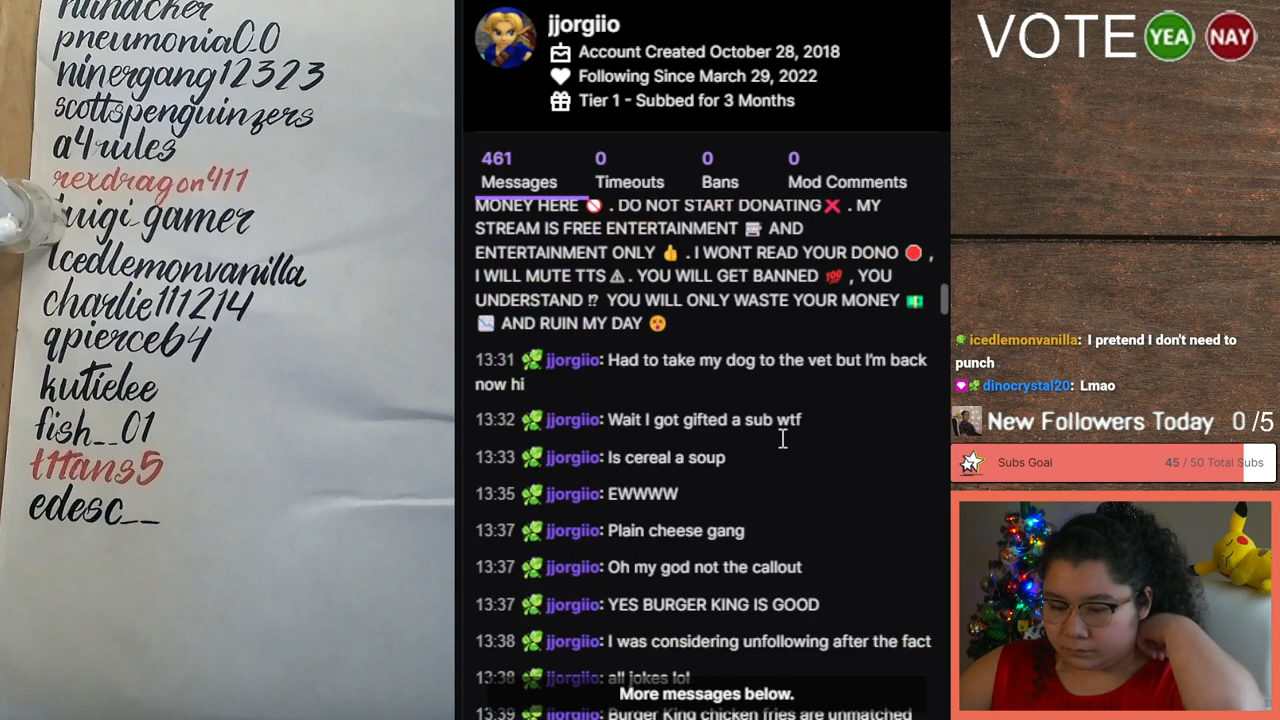 pneumonia0_0
ninergang12323
scottspenguinzers
a4rules
rexdragon411
luigi_gamer
icedlemonvanilla
charlie111214
qpierce64
kutielee
fish__01
t1tans5
edesc__
jjorgiio
Account Created October 28, 2018
Following Since March 29, 2022
Tier 1 - Subbed for 3 Months
461 0 0 0
Messages Timeouts Bans Mod Comments
MONEY HERE 🚫 . DO NOT START DONATING ❌ . MY
STREAM IS FREE ENTERTAINMENT 🎰 AND
ENTERTAINMENT ONLY 👍 . I WONT READ YOUR DONO 🛑 ,
I WILL MUTE TTS ⚠ . YOU WILL GET BANNED 💯 , YOU
UNDERSTAND ⁉ YOU WILL ONLY WASTE YOUR MONEY 💵
📉 AND RUIN MY DAY 😵
13:31 jjorgiio: Had to take my dog to the vet but I'm back
now hi
13:32 jjorgiio: Wait I got gifted a sub wtf
13:33 jjorgiio: Is cereal a soup
13:35 jjorgiio: EWWWW
13:37 jjorgiio: Plain cheese gang
13:37 jjorgiio: Oh my god not the callout
13:37 jjorgiio: YES BURGER KING IS GOOD
13:38 jjorgiio: I was considering unfollowing after the fact
13:38 jjorgiio: all jokes lol
More messages below.
13:39 jjorgiio: Burger King chicken fries are unmatched
VOTE YEA NAY
icedlemonvanilla: I pretend I don't need to
punch
dinocrystal20: Lmao
New Followers Today 0 /5
Subs Goal 45 / 50 Total Subs